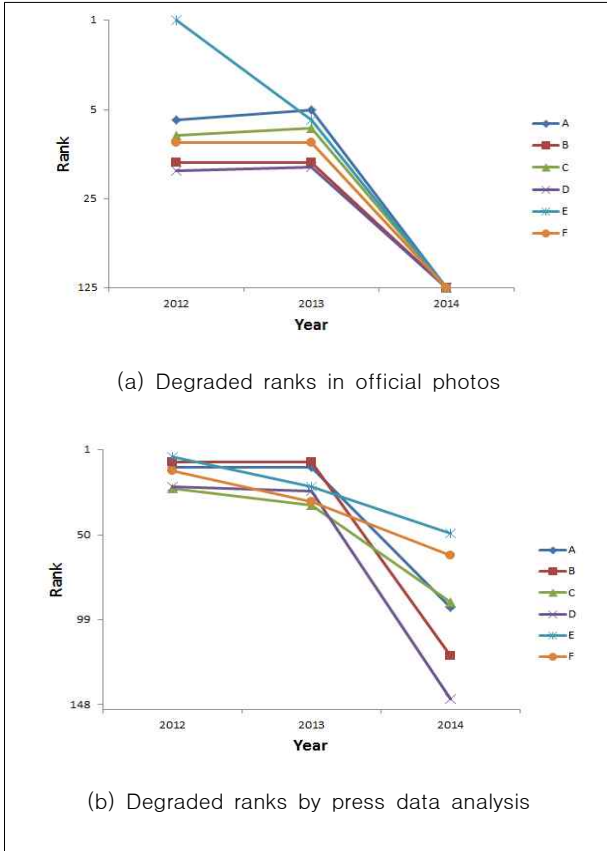 1
5
25
125
Rank
2012 2013 2014
Year
A
B
C
D
E
F
(a) Degraded ranks in official photos
1
50
99
148
Rank
2012 2013 2014
Year
A
B
C
D
E
F
(b) Degraded ranks by press data analysis